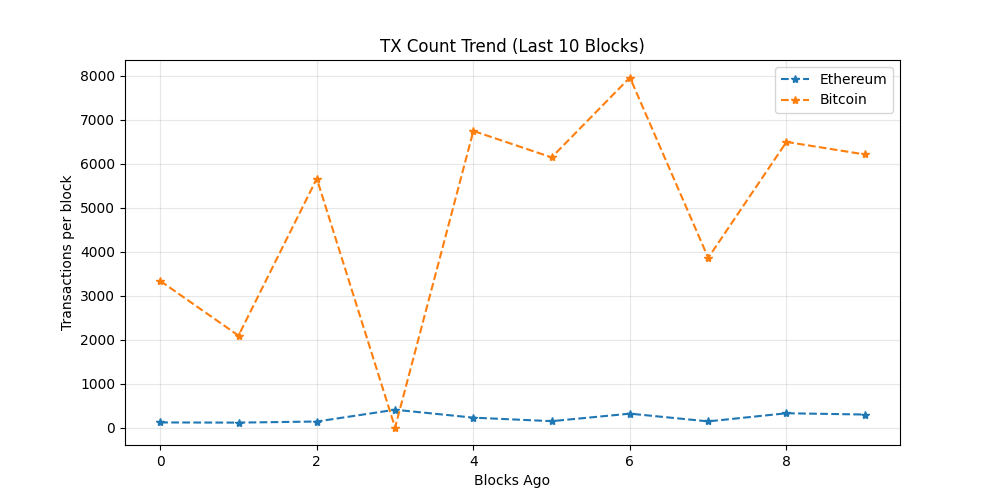 TX Count Trend (Last 10 Blocks)
Ethereum
Bitcoin
Transactions per block
8000
7000
6000
5000
4000
3000
2000
1000
0
0 2 4 6 8
Blocks Ago